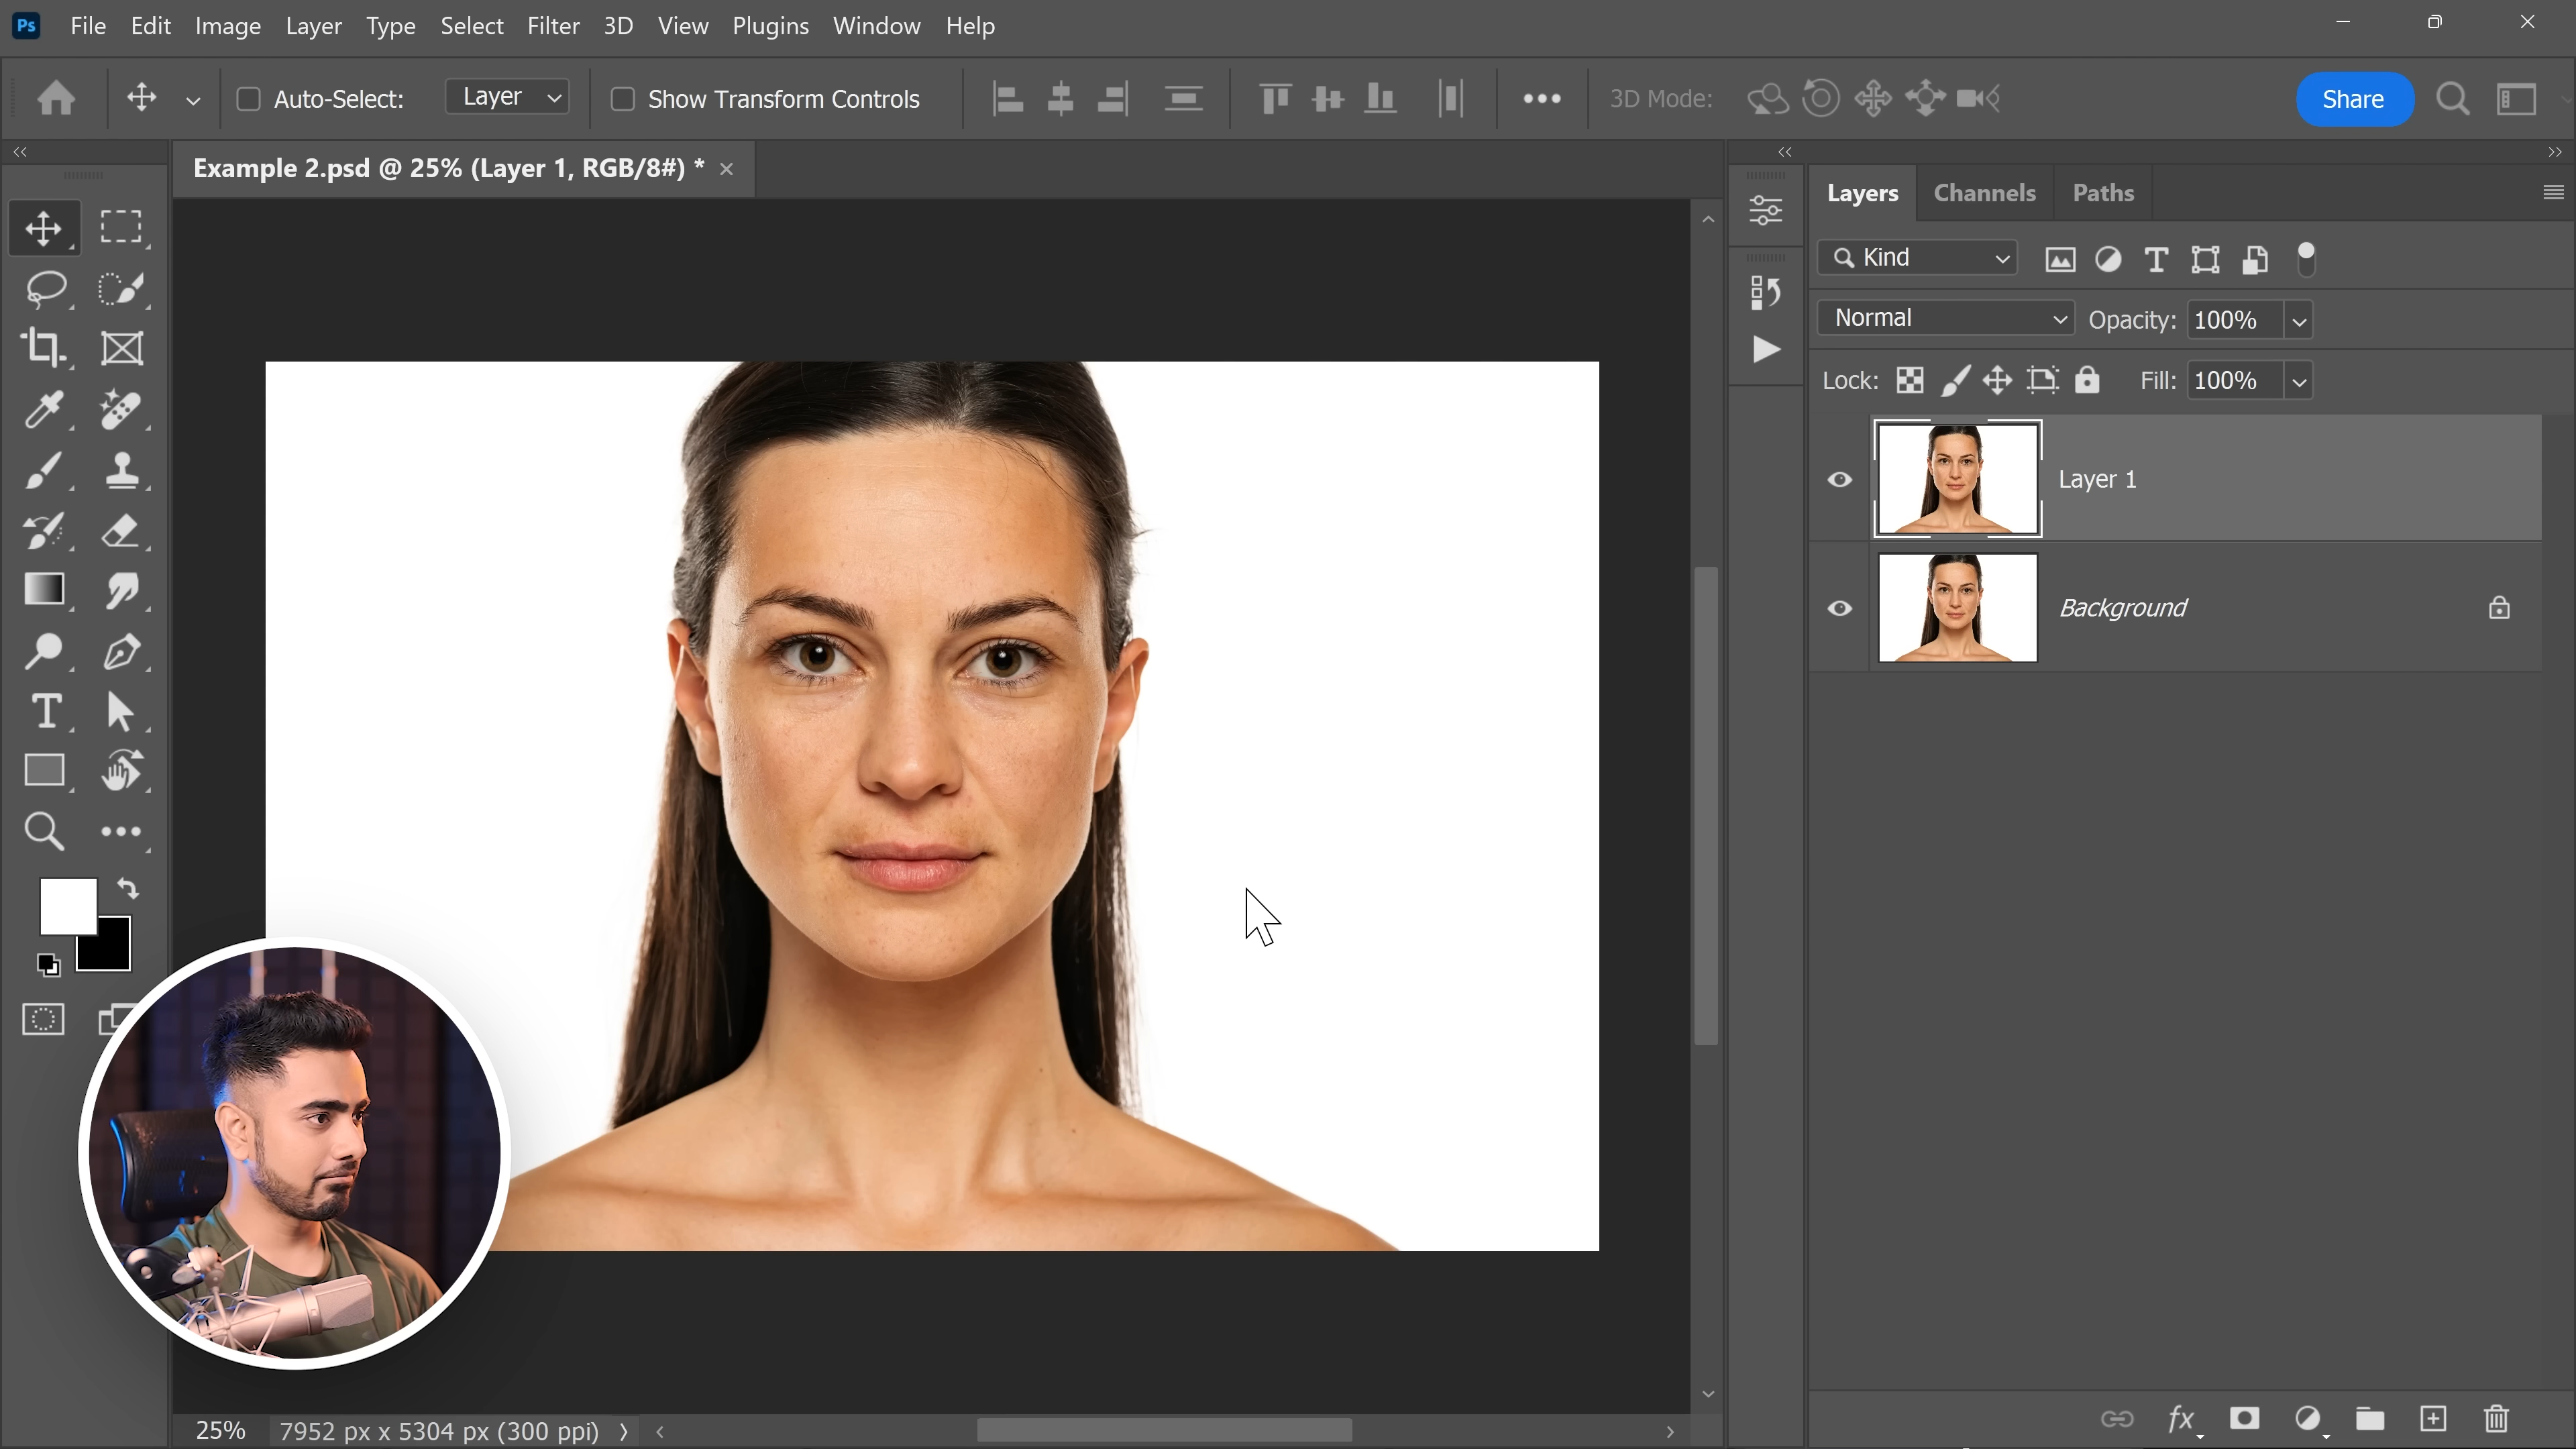 Ps File Edit Image Layer Type Select Filter 3D View Plugins Window Help
Auto-Select: Layer Show Transform Controls 3D Mode: Share
Example 2.psd @ 25% (Layer 1, RGB/8#) *
Layers Channels Paths
Kind
Normal Opacity: 100%
Lock: Fill: 100%
Layer 1
Background
25% 7952 px x 5304 px (300 ppi)
fx